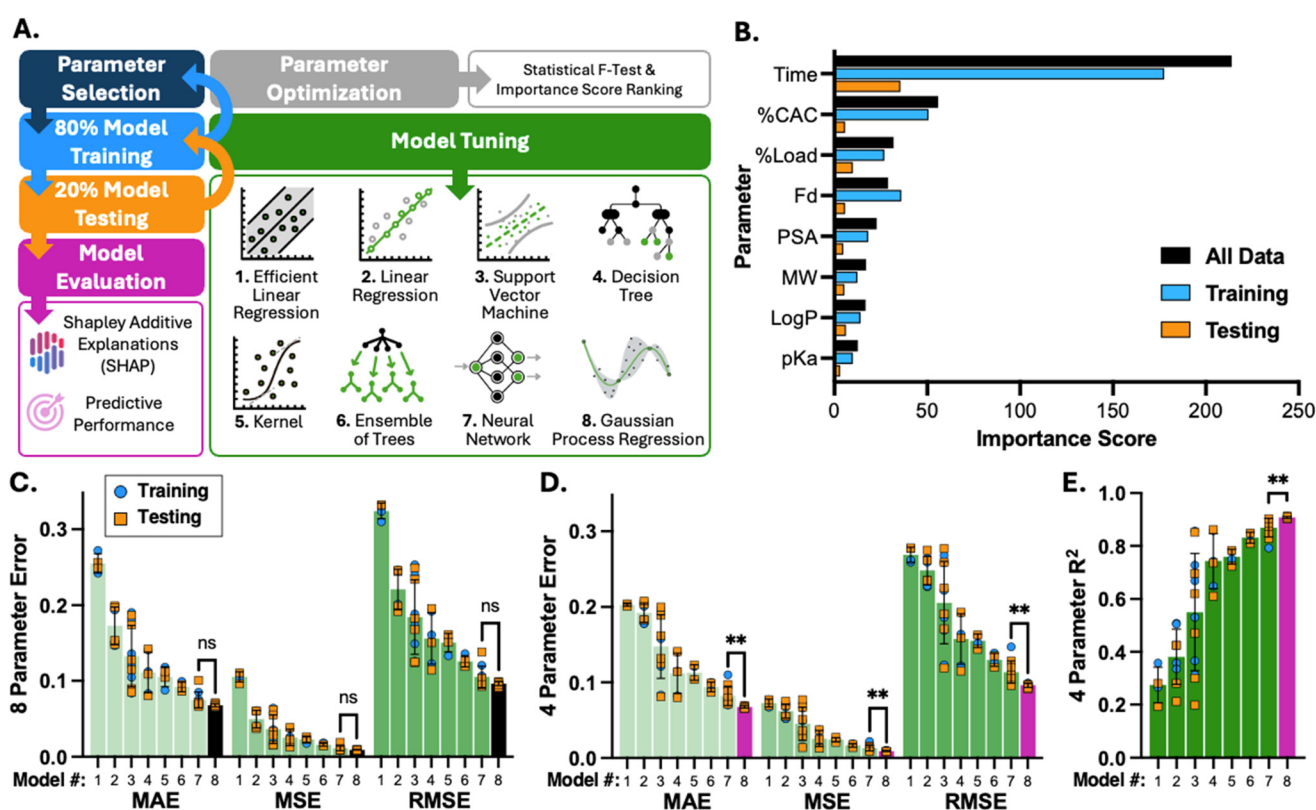 A.
Parameter
Selection
Parameter
Optimization
Statistical F-Test &
Importance Score Ranking
80% Model
Training
Model Tuning
20% Model
Testing
Model
Evaluation
Shapley Additive
Explanations
(SHAP)
Predictive
Performance
1. Efficient
Linear
Regression
2. Linear
Regression
3. Support
Vector
Machine
4. Decision
Tree
5. Kernel
6. Ensemble
of Trees
7. Neural
Network
8. Gaussian
Process Regression
B.
Parameter
Time
%CAC
%Load
Fd
PSA
MW
LogP
pKa
All Data
Training
Testing
0 50 100 150 200 250
Importance Score
C.
Training
Testing
8 Parameter Error
0.3
0.2
0.1
0.0
ns
ns
ns
Model #: 1 2 3 4 5 6 7 8 1 2 3 4 5 6 7 8 1 2 3 4 5 6 7 8
MAE MSE RMSE
D.
4 Parameter Error
0.3
0.2
0.1
0.0
**
**
**
Model #: 1 2 3 4 5 6 7 8 1 2 3 4 5 6 7 8 1 2 3 4 5 6 7 8
MAE MSE RMSE
E.
4 Parameter R²
1.0
0.8
0.6
0.4
0.2
0.0
**
Model #: 1 2 3 4 5 6 7 8